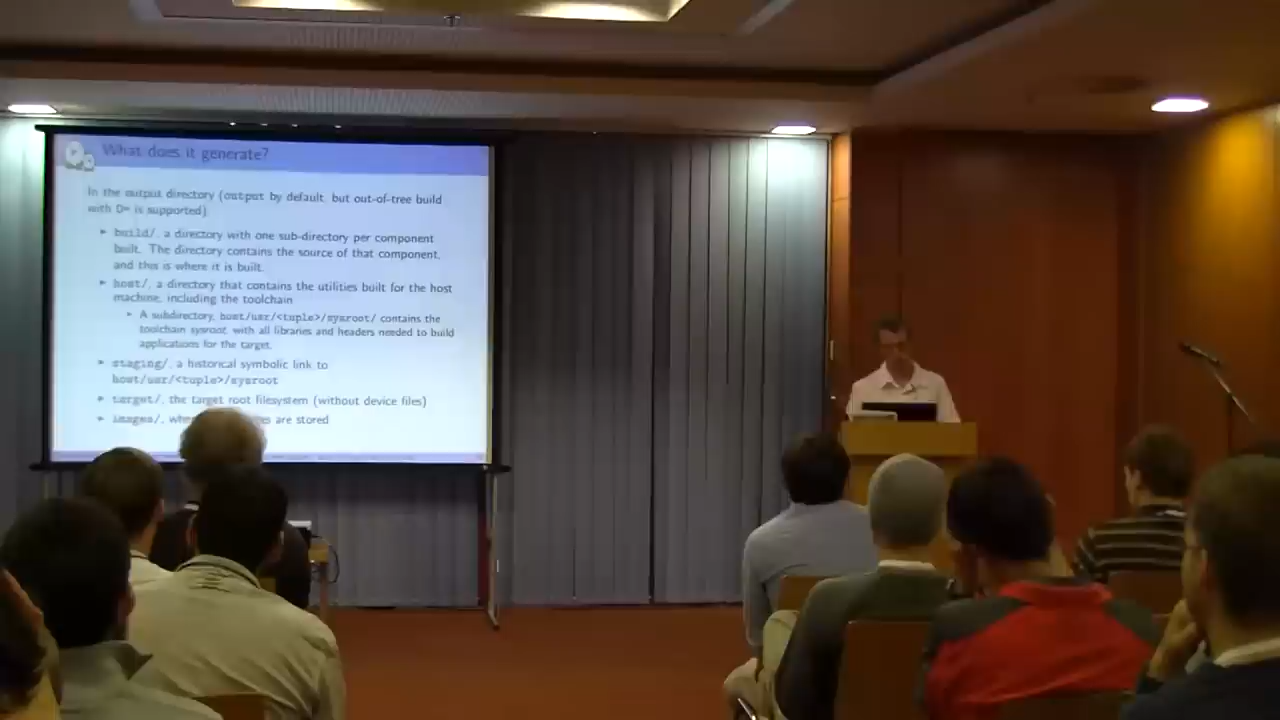 What does it generate?
In the output directory (output by default, but out-of-tree build
with O= is supported)
build/, a directory with one sub-directory per component
built. The directory contains the source of that component,
and this is where it is built.
host/, a directory that contains the utilities built for the host
machine, including the toolchain
A subdirectory, host/usr/<tuple>/sysroot/ contains the
toolchain sysroot, with all libraries and headers needed to build
applications for the target.
staging/, a historical symbolic link to
host/usr/<tuple>/sysroot
target/, the target root filesystem (without device files)
images/, are stored